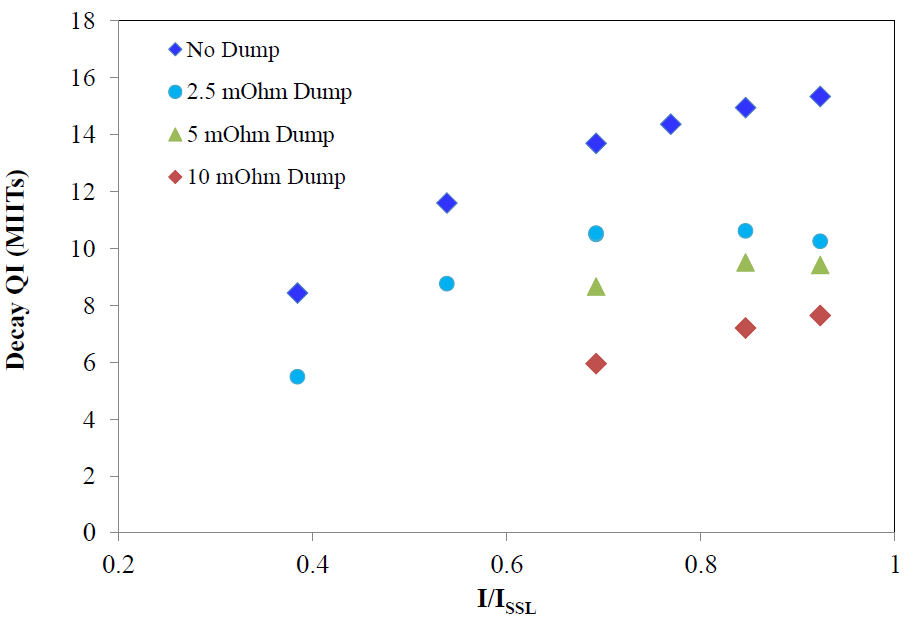 18
16
14
12
10
8
6
4
2
0
Decay QI (MIITs)
No Dump
2.5 mOhm Dump
5 mOhm Dump
10 mOhm Dump
0.2 0.4 0.6 0.8 1
I/I_SSL